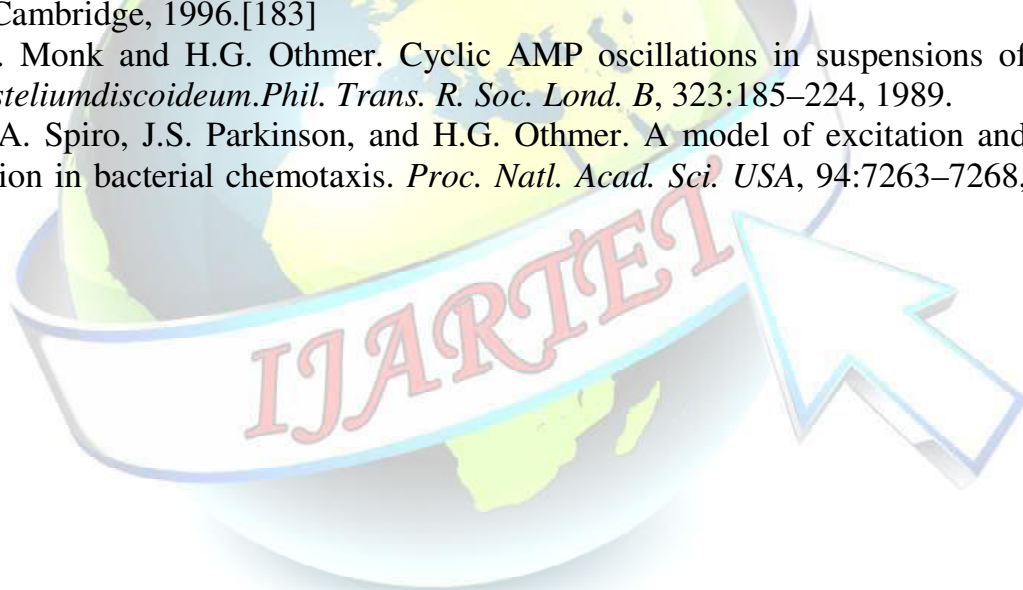 Cambridge, 1996.[183]
. Monk and H.G. Othmer. Cyclic AMP oscillations in suspensions of
steliumdiscoideum.Phil. Trans. R. Soc. Lond. B, 323:185–224, 1989.
A. Spiro, J.S. Parkinson, and H.G. Othmer. A model of excitation and
ion in bacterial chemotaxis. Proc. Natl. Acad. Sci. USA, 94:7263–7268,
IJARTET